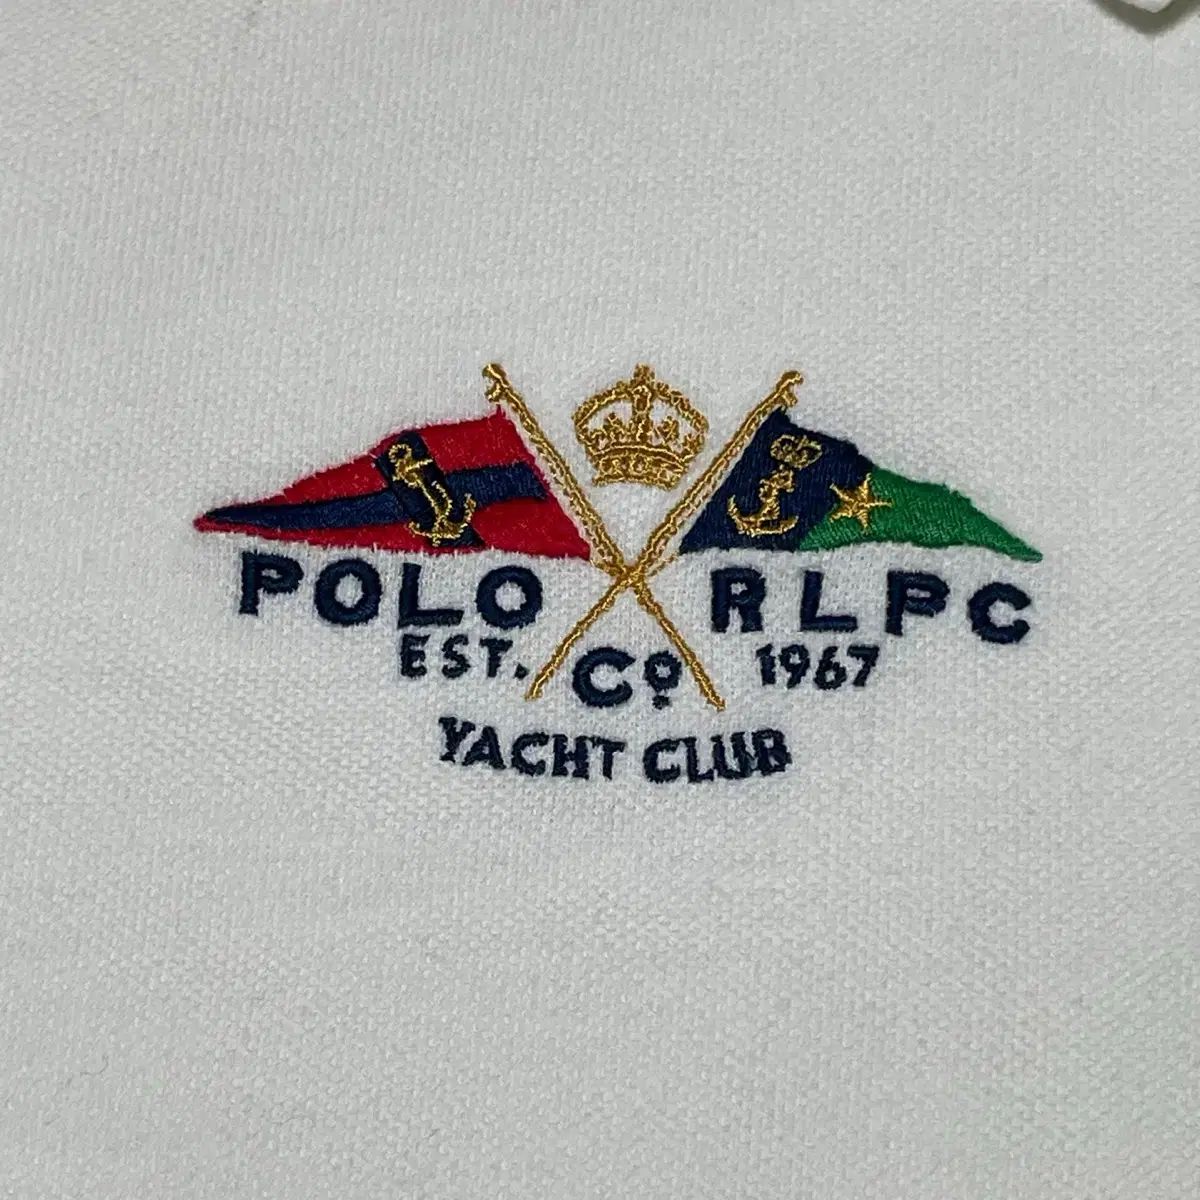 POLO RLPC
EST. Cº 1967
YACHT CLUB